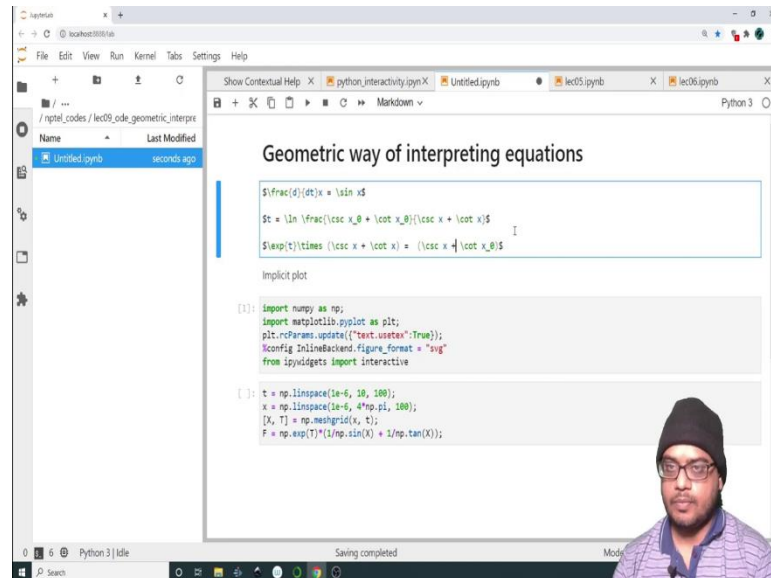 JupyterLab
localhost:8888/lab
File Edit View Run Kernel Tabs Settings Help
Show Contextual Help python_interactivity.ipyn Untitled.ipynb lec05.ipynb lec06.ipynb
Markdown Python 3
/ ...
/ nptel_codes / lec09_ode_geometric_interpre
Name Last Modified
Untitled.ipynb seconds ago
Geometric way of interpreting equations
$\frac{d}{dt}x = \sin x$
$t = \ln \frac{\csc x_0 + \cot x_0}{\csc x + \cot x}$
$\exp{t}\times (\csc x + \cot x) = (\csc x + \cot x_0)$
Implicit plot
[1]: import numpy as np;
import matplotlib.pyplot as plt;
plt.rcParams.update({"text.usetex":True});
%config InlineBackend.figure_format = "svg"
from ipywidgets import interactive
[ ]: t = np.linspace(1e-6, 10, 100);
x = np.linspace(1e-6, 4*np.pi, 100);
[X, T] = np.meshgrid(x, t);
F = np.exp(T)*(1/np.sin(X) + 1/np.tan(X));
0 6 Python 3 | Idle Saving completed Mode
Search